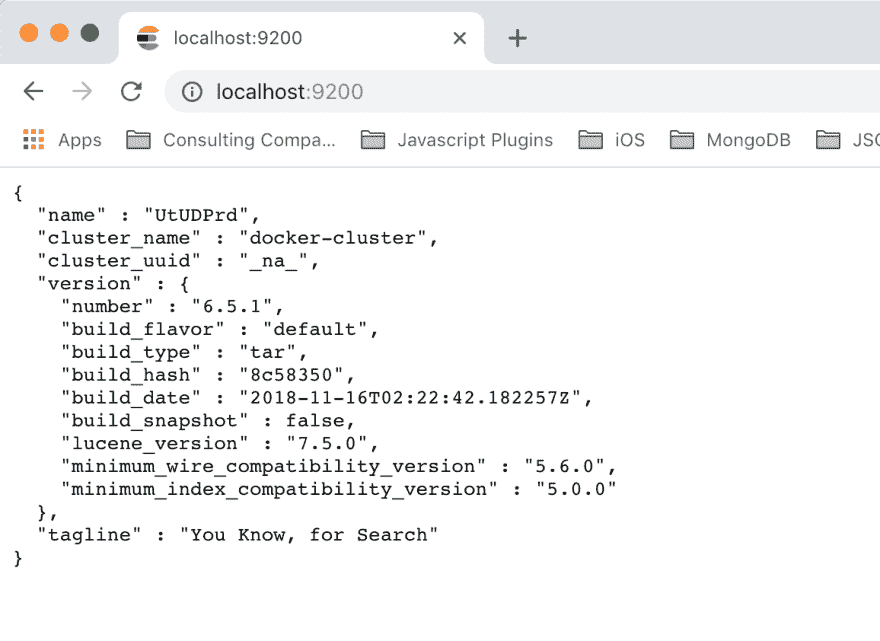 localhost:9200
localhost:9200
Apps Consulting Compa... Javascript Plugins iOS MongoDB JSO
{
  "name" : "UtUDPrd",
  "cluster_name" : "docker-cluster",
  "cluster_uuid" : "_na_",
  "version" : {
    "number" : "6.5.1",
    "build_flavor" : "default",
    "build_type" : "tar",
    "build_hash" : "8c58350",
    "build_date" : "2018-11-16T02:22:42.182257Z",
    "build_snapshot" : false,
    "lucene_version" : "7.5.0",
    "minimum_wire_compatibility_version" : "5.6.0",
    "minimum_index_compatibility_version" : "5.0.0"
  },
  "tagline" : "You Know, for Search"
}